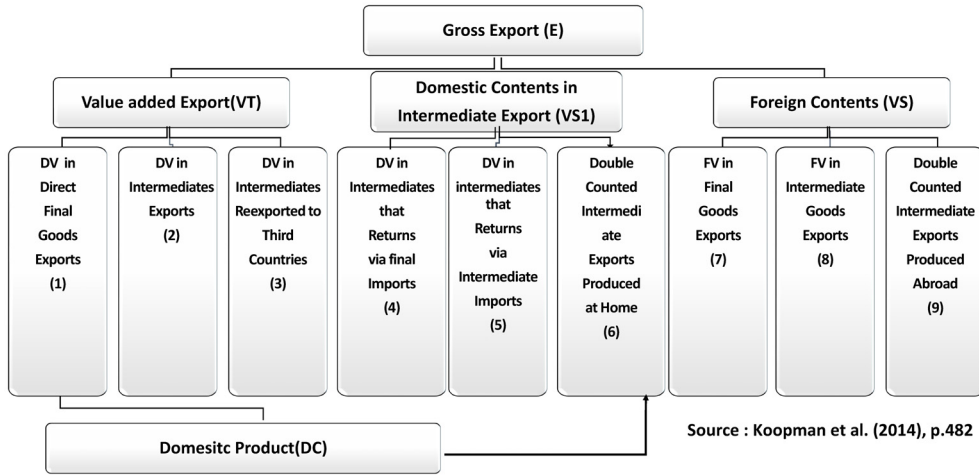 Gross Export (E)
Value added Export(VT)
Domestic Contents in
Intermediate Export (VS1)
Foreign Contents (VS)
DV in
Direct
Final
Goods
Exports
(1)
DV in
Intermediates
Exports
(2)
DV in
Intermediates
Reexported to
Third
Countries
(3)
DV in
Intermediates
that
Returns
via final
Imports
(4)
DV in
intermediates
that
Returns
via
Intermediate
Imports
(5)
Double
Counted
Intermedi
ate
Exports
Produced
at Home
(6)
FV in
Final
Goods
Exports
(7)
FV in
Intermediate
Goods
Exports
(8)
Double
Counted
Intermediate
Exports
Produced
Abroad
(9)
Domesitc Product(DC)
Source : Koopman et al. (2014), p.482